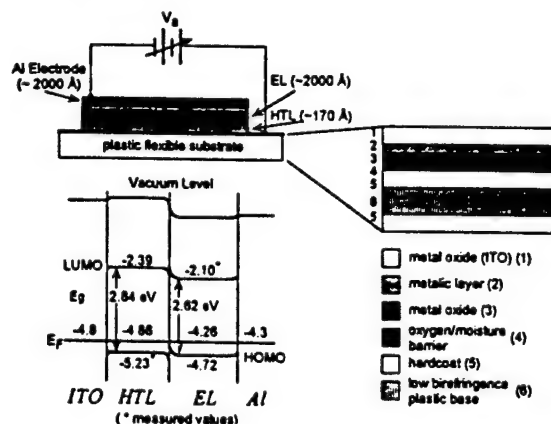 Va
Al Electrode
(~ 2000 Å)
EL (~2000 Å)
HTL (~170 Å)
plastic flexible substrate
1
2
3
4
5
6
5
Vacuum Level
LUMO
-2.39
-2.10*
Eg
2.84 eV
2.62 eV
EF
-4.8
-4.86
-4.26
-4.3
-5.23*
-4.72
HOMO
ITO HTL EL Al
(* measured values)
metal oxide (ITO) (1)
metalic layer (2)
metal oxide (3)
oxygen/moisture (4)
barrier
hardcoat (5)
low birefringence (6)
plastic base